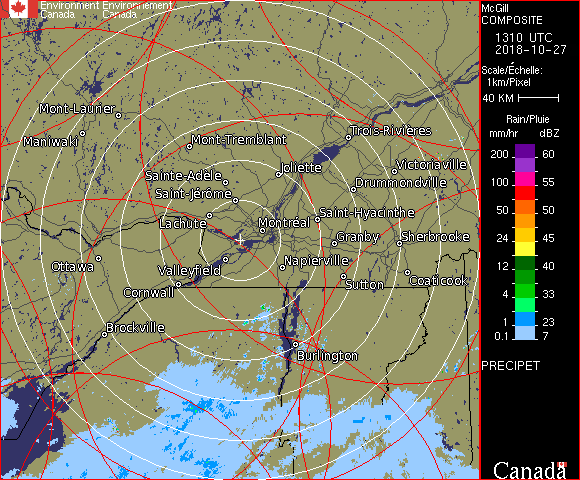 Environment Environnement
Canada Canada
McGill
COMPOSITE
1310 UTC
2018-10-27
Scale/Échelle:
1km/Pixel
40 KM
Rain/Pluie
mm/hr dBZ
200 60
100 55
50 50
24 45
12 40
4 33
1 23
0.1 7
PRECIPET
Canada
Mont-Laurier
Maniwaki
Mont-Tremblant
Trois-Rivières
Sainte-Adèle
Joliette
Victoriaville
Saint-Jérôme
Drummondville
Lachute
Montréal
Saint-Hyacinthe
Granby
Sherbrooke
Ottawa
Valleyfield
Napierville
Cornwall
Sutton
Coaticook
Brockville
Burlington